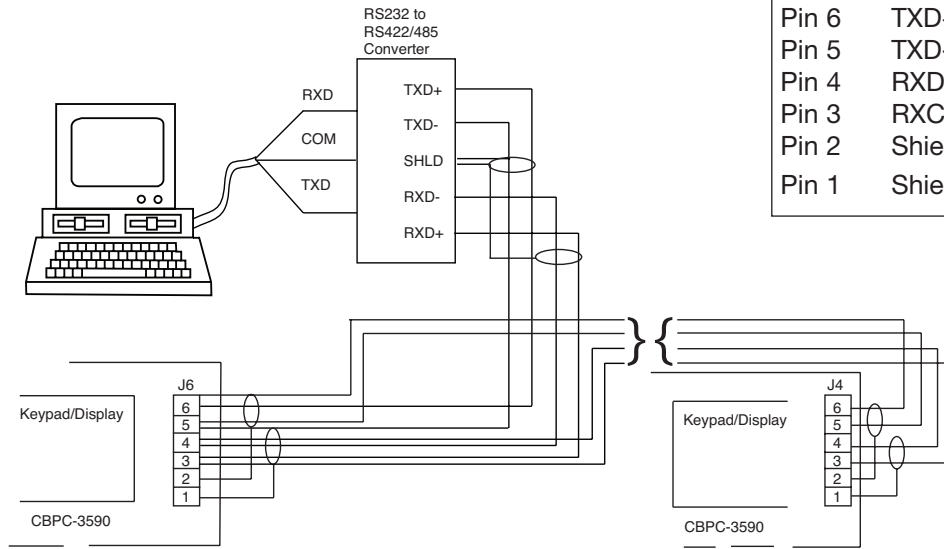 RS232 to
RS422/485
Converter
Pin 6
Pin 5
Pin 4
Pin 3
Pin 2
Pin 1
RXD
COM
TXD
TXD+
TXD-
SHLD
RXD-
RXD+
J6
6
5
4
3
2
1
Keypad/Display
CBPC-3590
J4
6
5
4
3
2
1
Keypad/Display
CBPC-3590